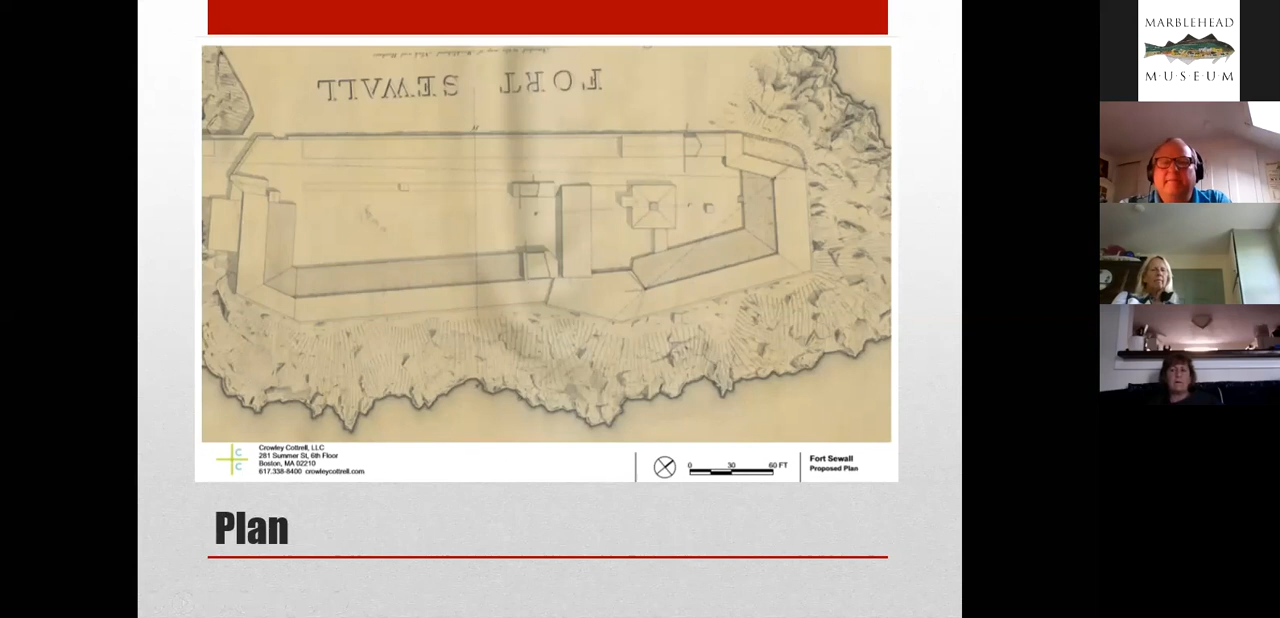 MARBLEHEAD
M·U·S·E·U·M
FORT SEWALL
Crowley Cottrell, LLC
281 Summer St, 6th Floor
Boston, MA 02210
617.338-8400 crowleycottrell.com
0 30 60 FT
Fort Sewall
Proposed Plan
Plan